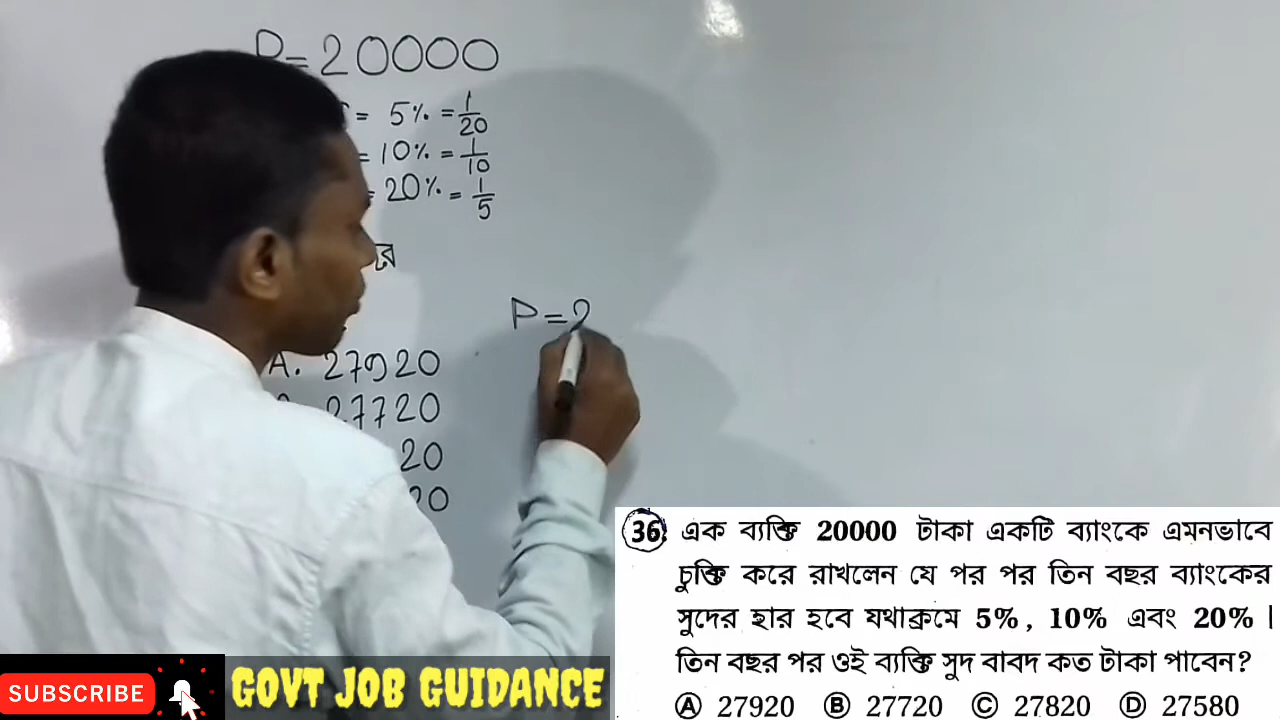 P = 20000
= 5% = 1/20
= 10% = 1/10
= 20% = 1/5
রে
P = 2
A. 27920
27720
20
20
36. এক ব্যক্তি 20000 টাকা একটি ব্যাংকে এমনভাবে
চুক্তি করে রাখলেন যে পর পর তিন বছর ব্যাংকের
সুদের হার হবে যথাক্রমে 5%, 10% এবং 20% |
তিন বছর পর ওই ব্যক্তি সুদ বাবদ কত টাকা পাবেন?
Ⓐ 27920 Ⓑ 27720 Ⓒ 27820 Ⓓ 27580
SUBSCRIBE
GOVT JOB GUIDANCE